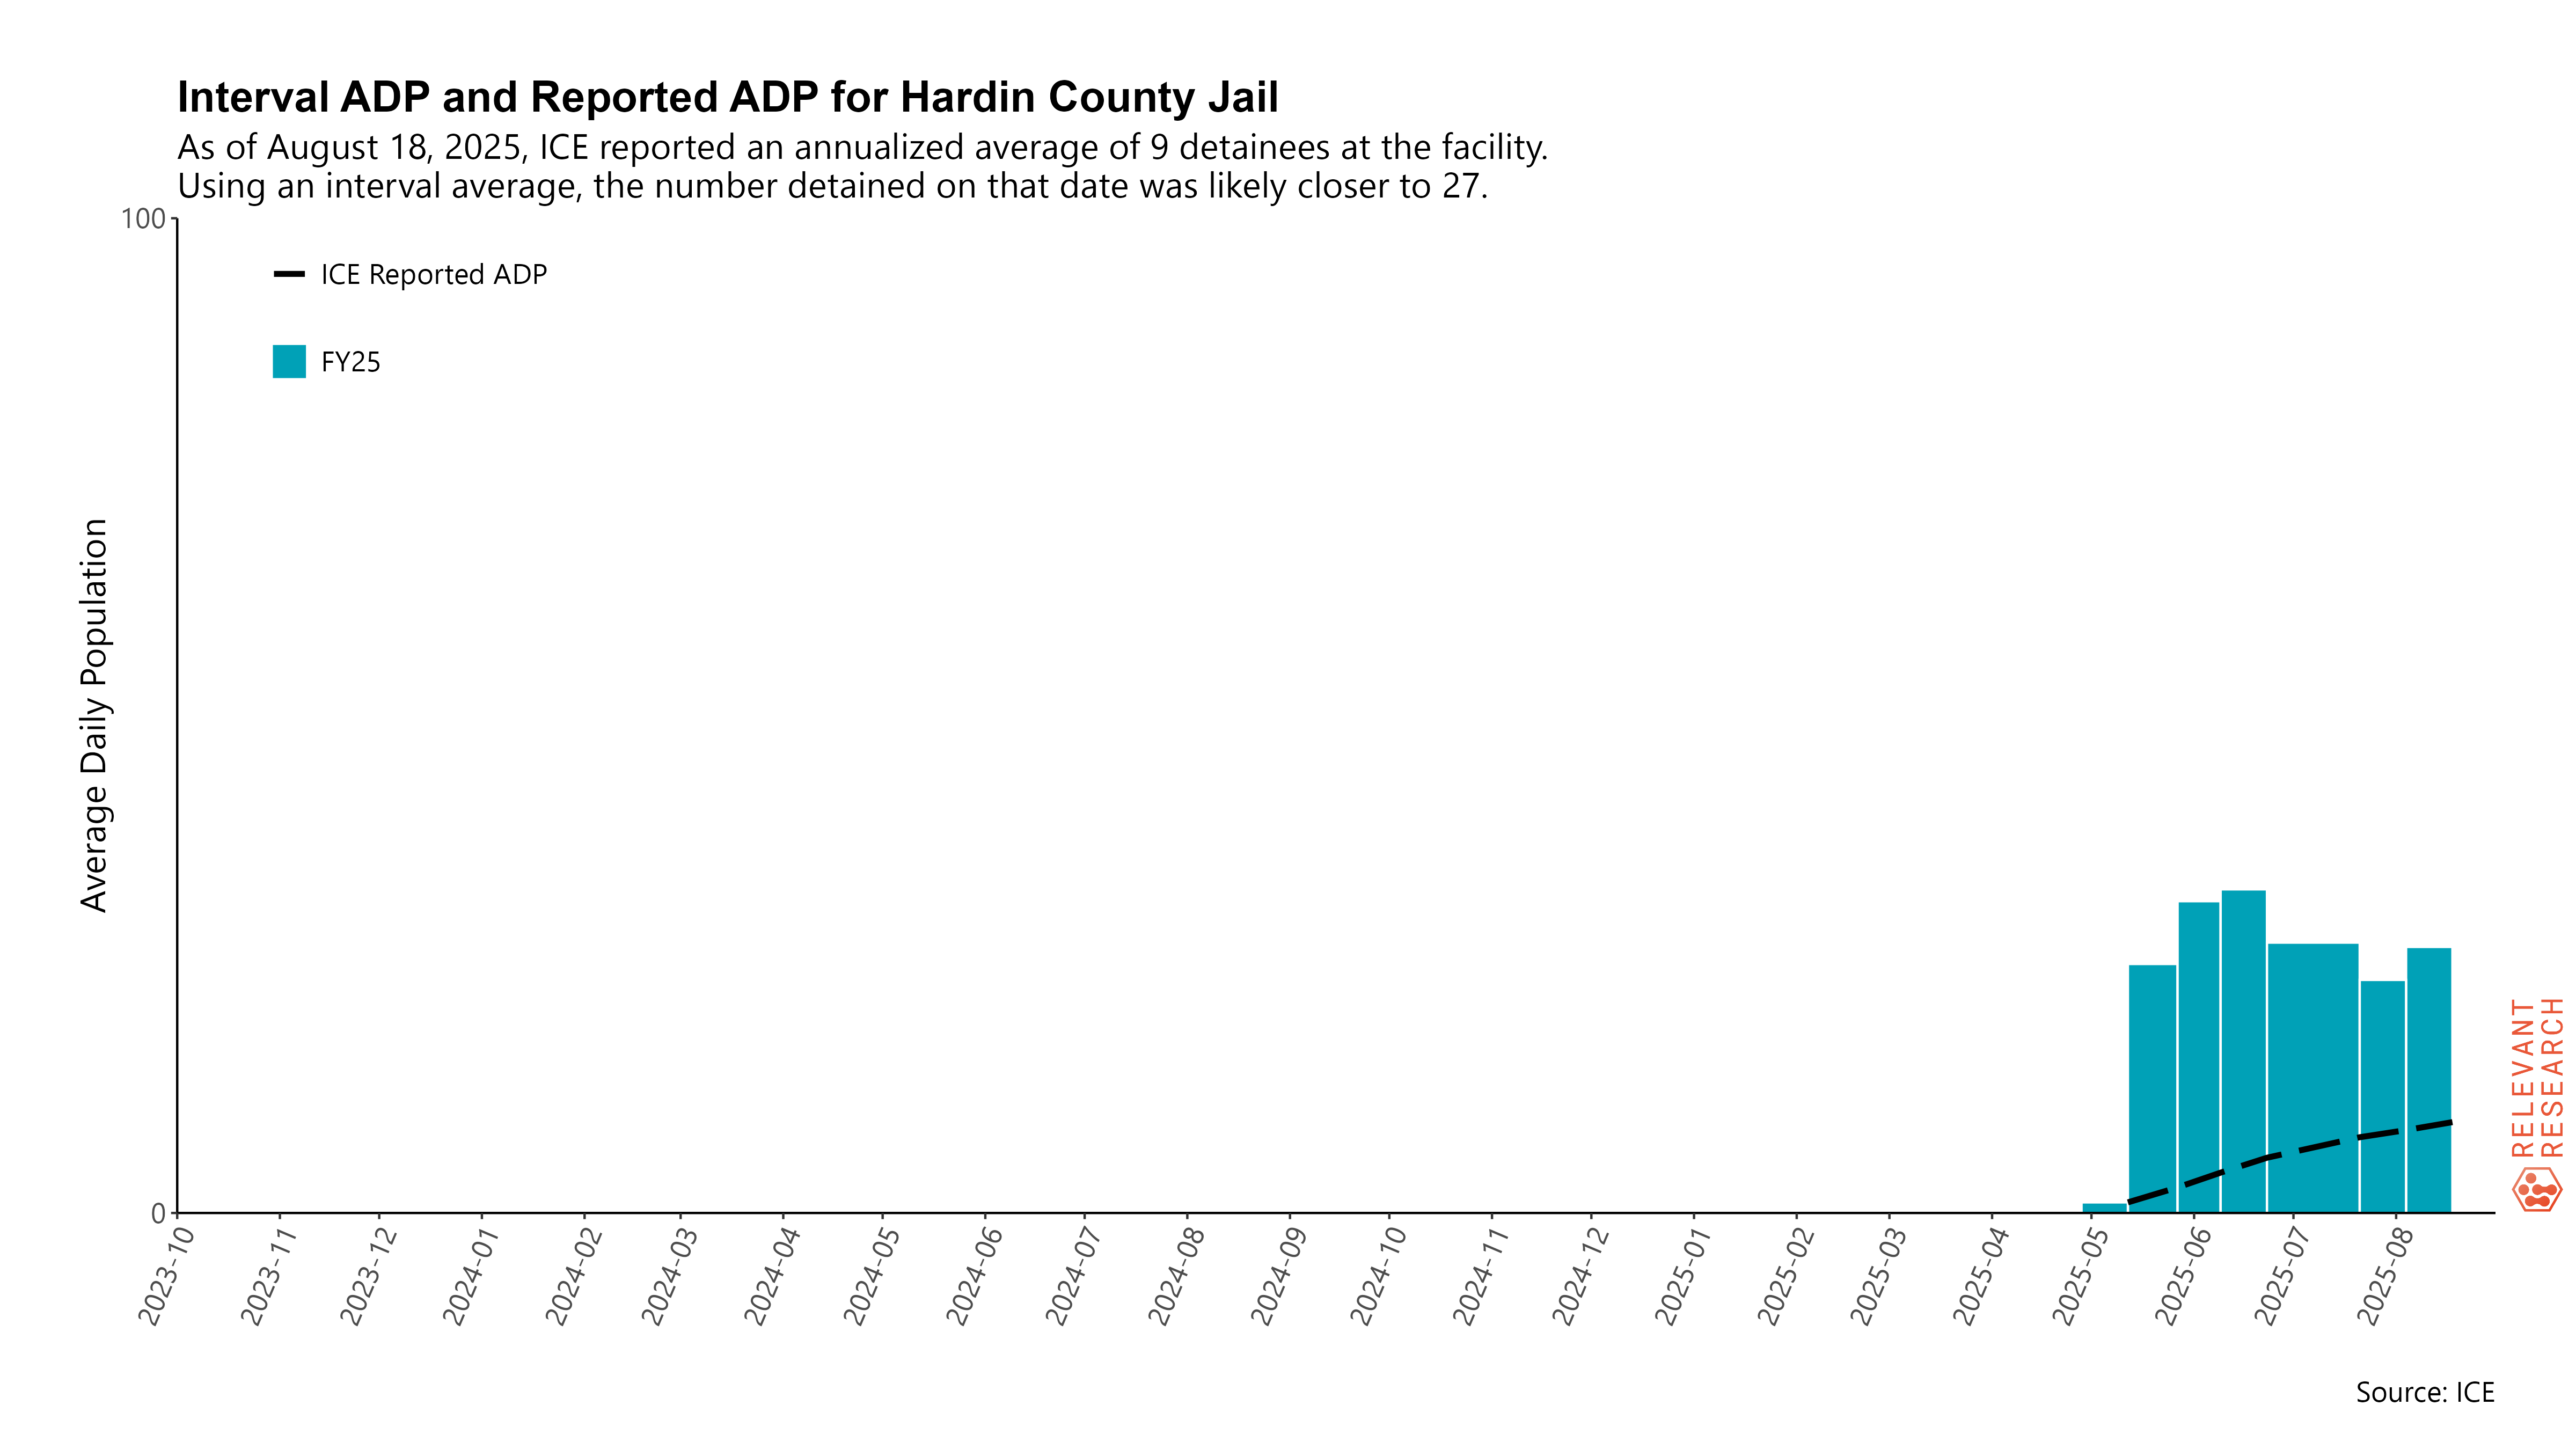 Interval ADP and Reported ADP for Hardin County Jail
As of August 18, 2025, ICE reported an annualized average of 9 detainees at the facility.
Using an interval average, the number detained on that date was likely closer to 27.
100
ICE Reported ADP
FY25
Average Daily Population
0
2023-10
2023-11
2023-12
2024-01
2024-02
2024-03
2024-04
2024-05
2024-06
2024-07
2024-08
2024-09
2024-10
2024-11
2024-12
2025-01
2025-02
2025-03
2025-04
2025-05
2025-06
2025-07
2025-08
RELEVANT
RESEARCH
Source: ICE